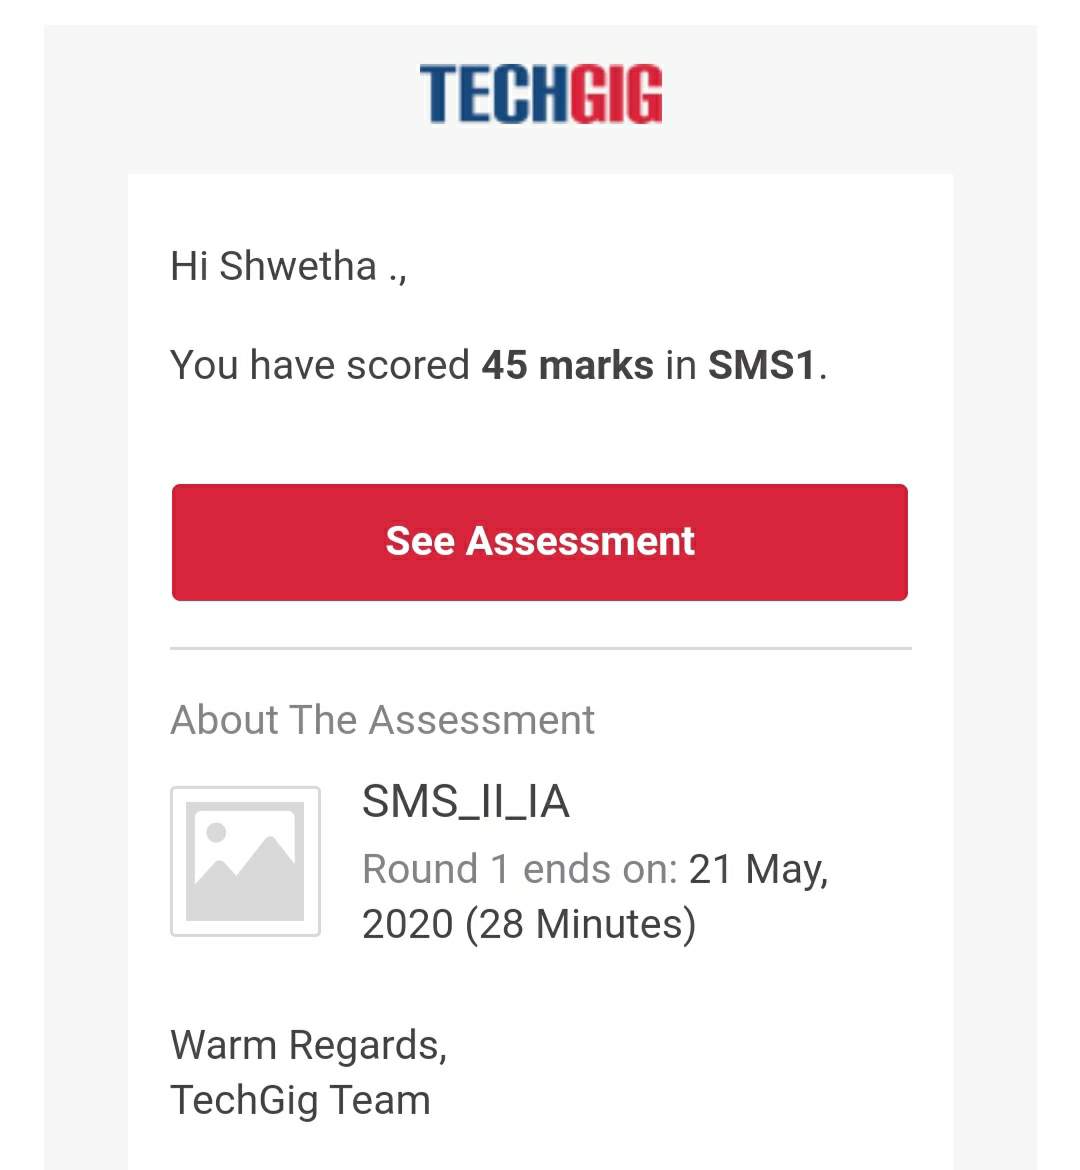 TECHGIG
Hi Shwetha .,
You have scored 45 marks in SMS1.
See Assessment
About The Assessment
SMS_II_IA
Round 1 ends on: 21 May,
2020 (28 Minutes)
Warm Regards,
TechGig Team